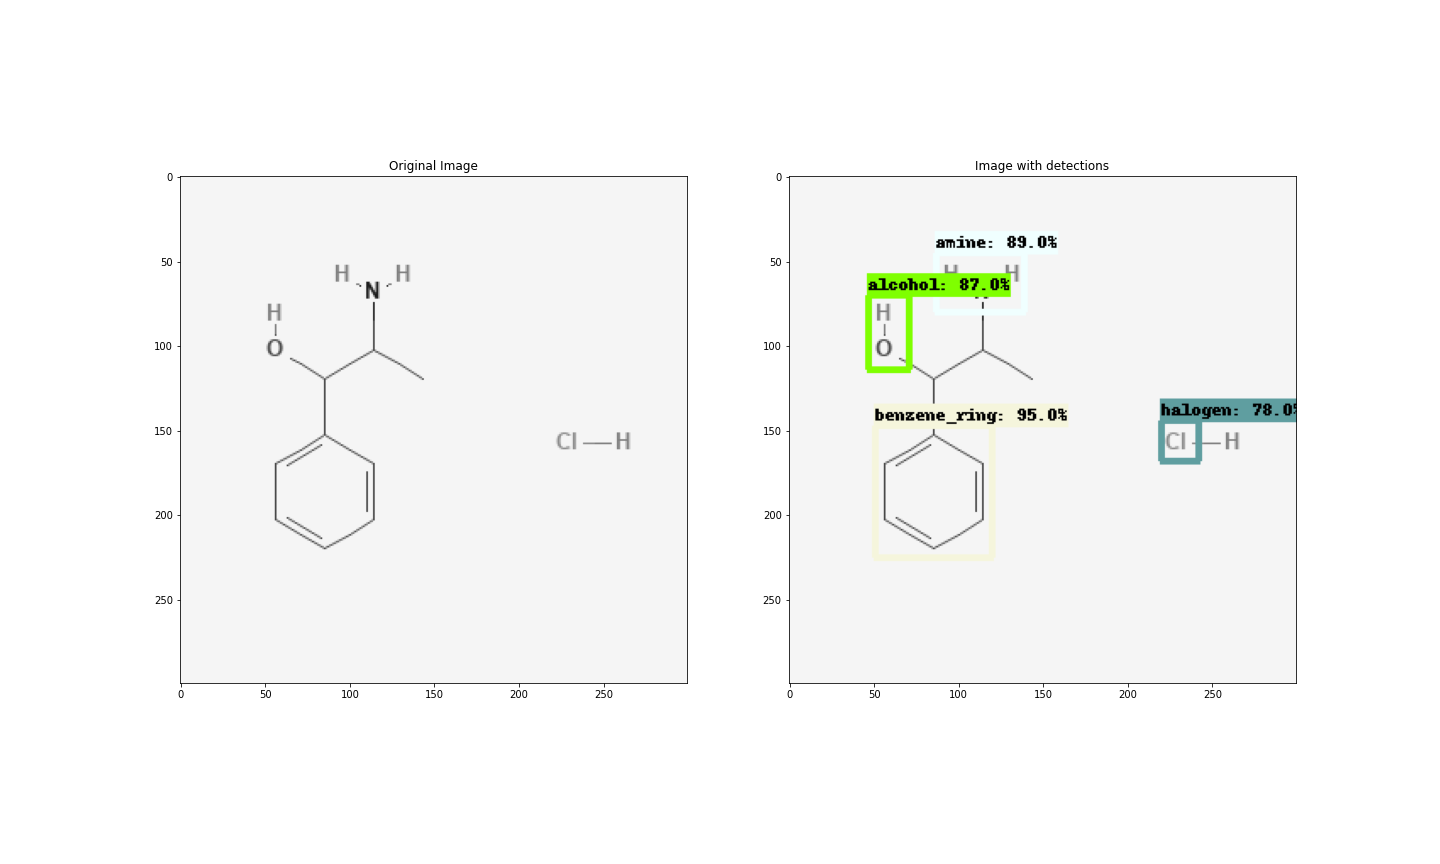 Original Image
0
50
100
150
200
250
H H
N
H
O
Cl H
0 50 100 150 200 250
Image with detections
0
50
100
150
200
250
amine: 89.0%
H H
alcohol: 87.0%
H
O
halogen: 78.0%
benzene_ring: 95.0%
Cl H
0 50 100 150 200 250